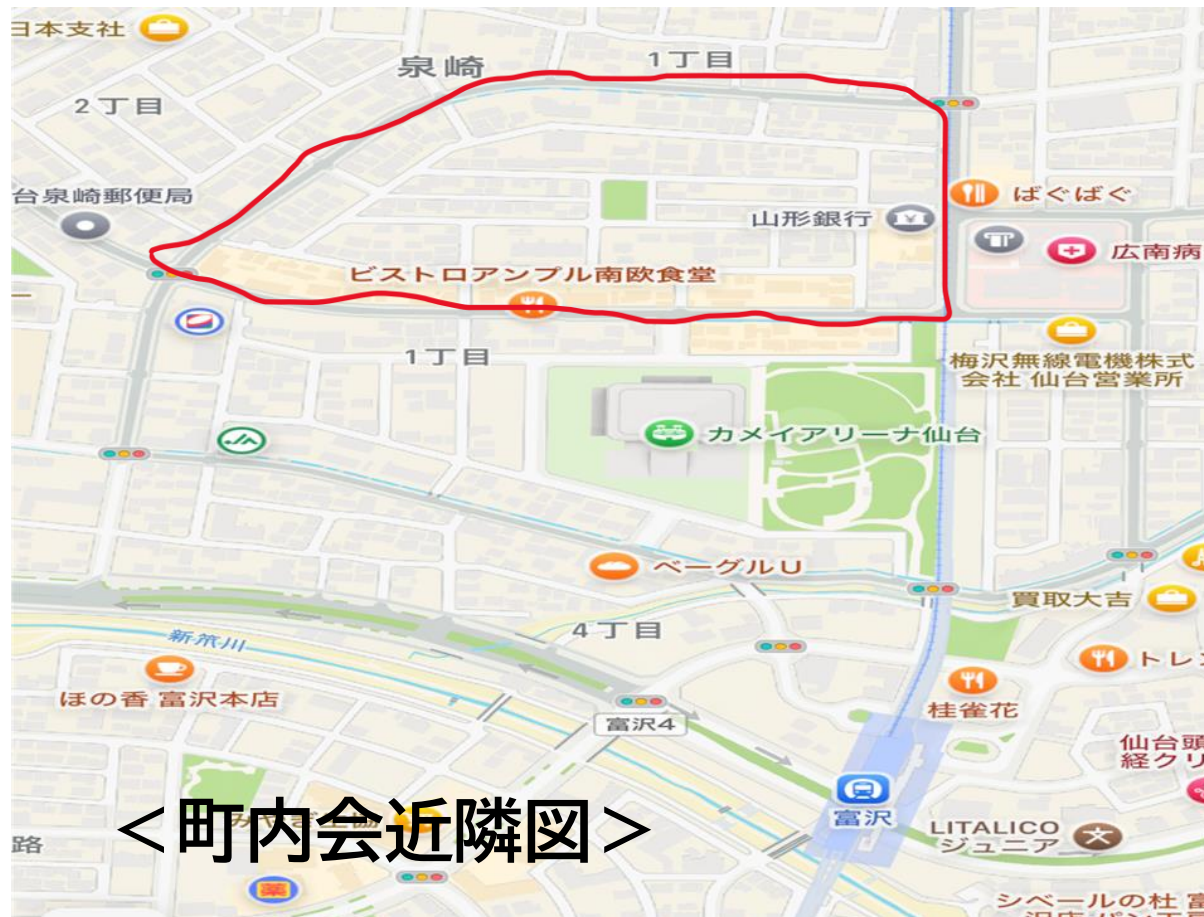 日本支社
泉崎
1丁目
2丁目
台泉崎郵便局
ばぐばぐ
山形銀行
広南病
ビストロアンプル南欧食堂
1丁目
梅沢無線電機株式
会社 仙台営業所
カメイアリーナ仙台
ベーグルU
買取大吉
4丁目
新笊川
トレ
ほの香 富沢本店
桂雀花
富沢4
仙台頭
経クリ
富沢
<町内会近隣図>
LITALICO
ジュニア
路
薬
シベールの杜 富